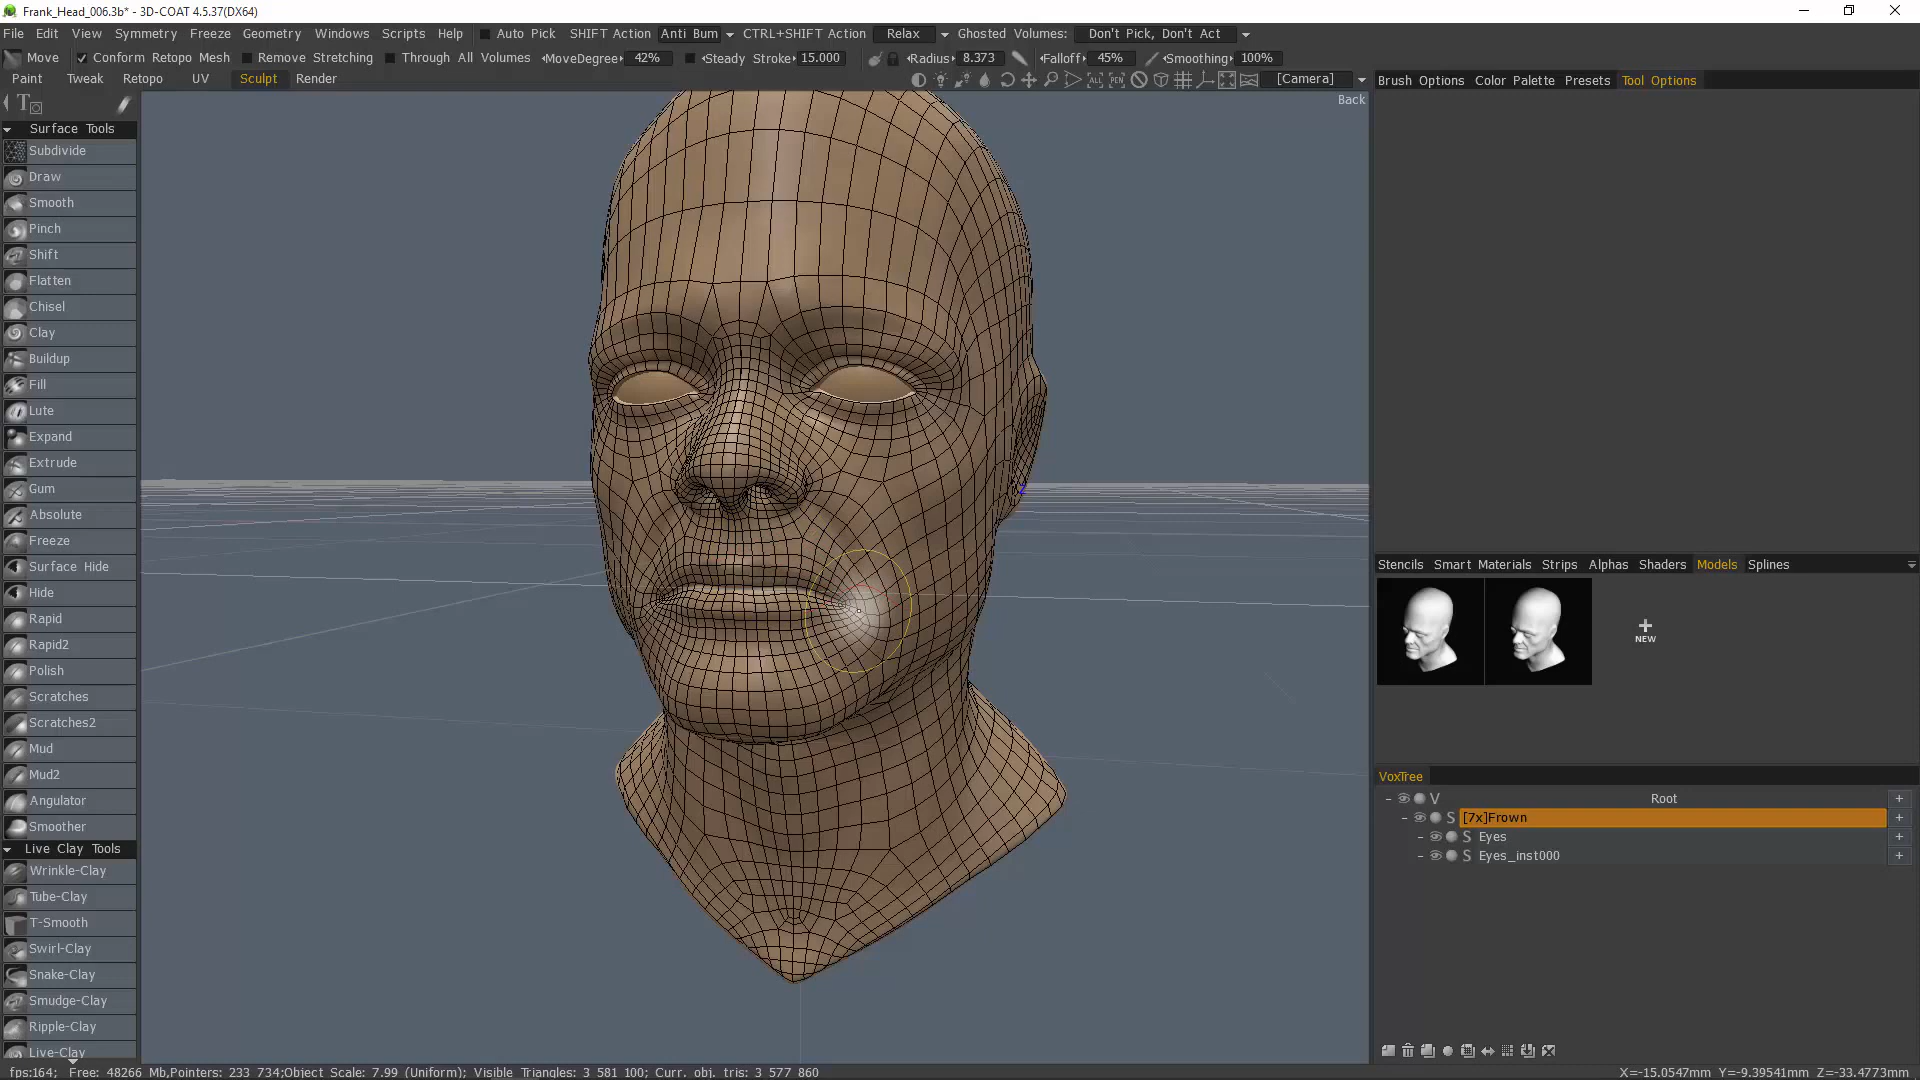 Frank_Head_006.3b* - 3D-COAT 4.5.37(DX64)
File Edit View Symmetry Freeze Geometry Windows Scripts Help Auto Pick SHIFT Action Anti Bum CTRL+SHIFT Action Relax Ghosted Volumes: Don't Pick, Don't Act
Move Conform Retopo Mesh Remove Stretching Through All Volumes MoveDegree 42% Steady Stroke 15.000 Radius 8.373 Falloff 45% Smoothing 100%
Paint Tweak Retopo UV Sculpt Render ALL PEN [Camera]
Brush Options Color Palette Presets Tool Options
Back
Surface Tools
Subdivide
Draw
Smooth
Pinch
Shift
Flatten
Chisel
Clay
Buildup
Fill
Lute
Expand
Extrude
Gum
Absolute
Freeze
Surface Hide
Hide
Rapid
Rapid2
Polish
Scratches
Scratches2
Mud
Mud2
Angulator
Smoother
Live Clay Tools
Wrinkle-Clay
Tube-Clay
T-Smooth
Swirl-Clay
Snake-Clay
Smudge-Clay
Ripple-Clay
Live-Clay
Z
Stencils Smart Materials Strips Alphas Shaders Models Splines
+
NEW
VoxTree
V Root +
S [7x]Frown +
S Eyes +
S Eyes_inst000 +
fps:164; Free: 48266 Mb,Pointers: 233 734;Object Scale: 7.99 (Uniform); Visible Triangles: 3 581 100; Curr. obj. tris: 3 577 860
X=-15.0547mm Y=-9.39541mm Z=-33.4773mm